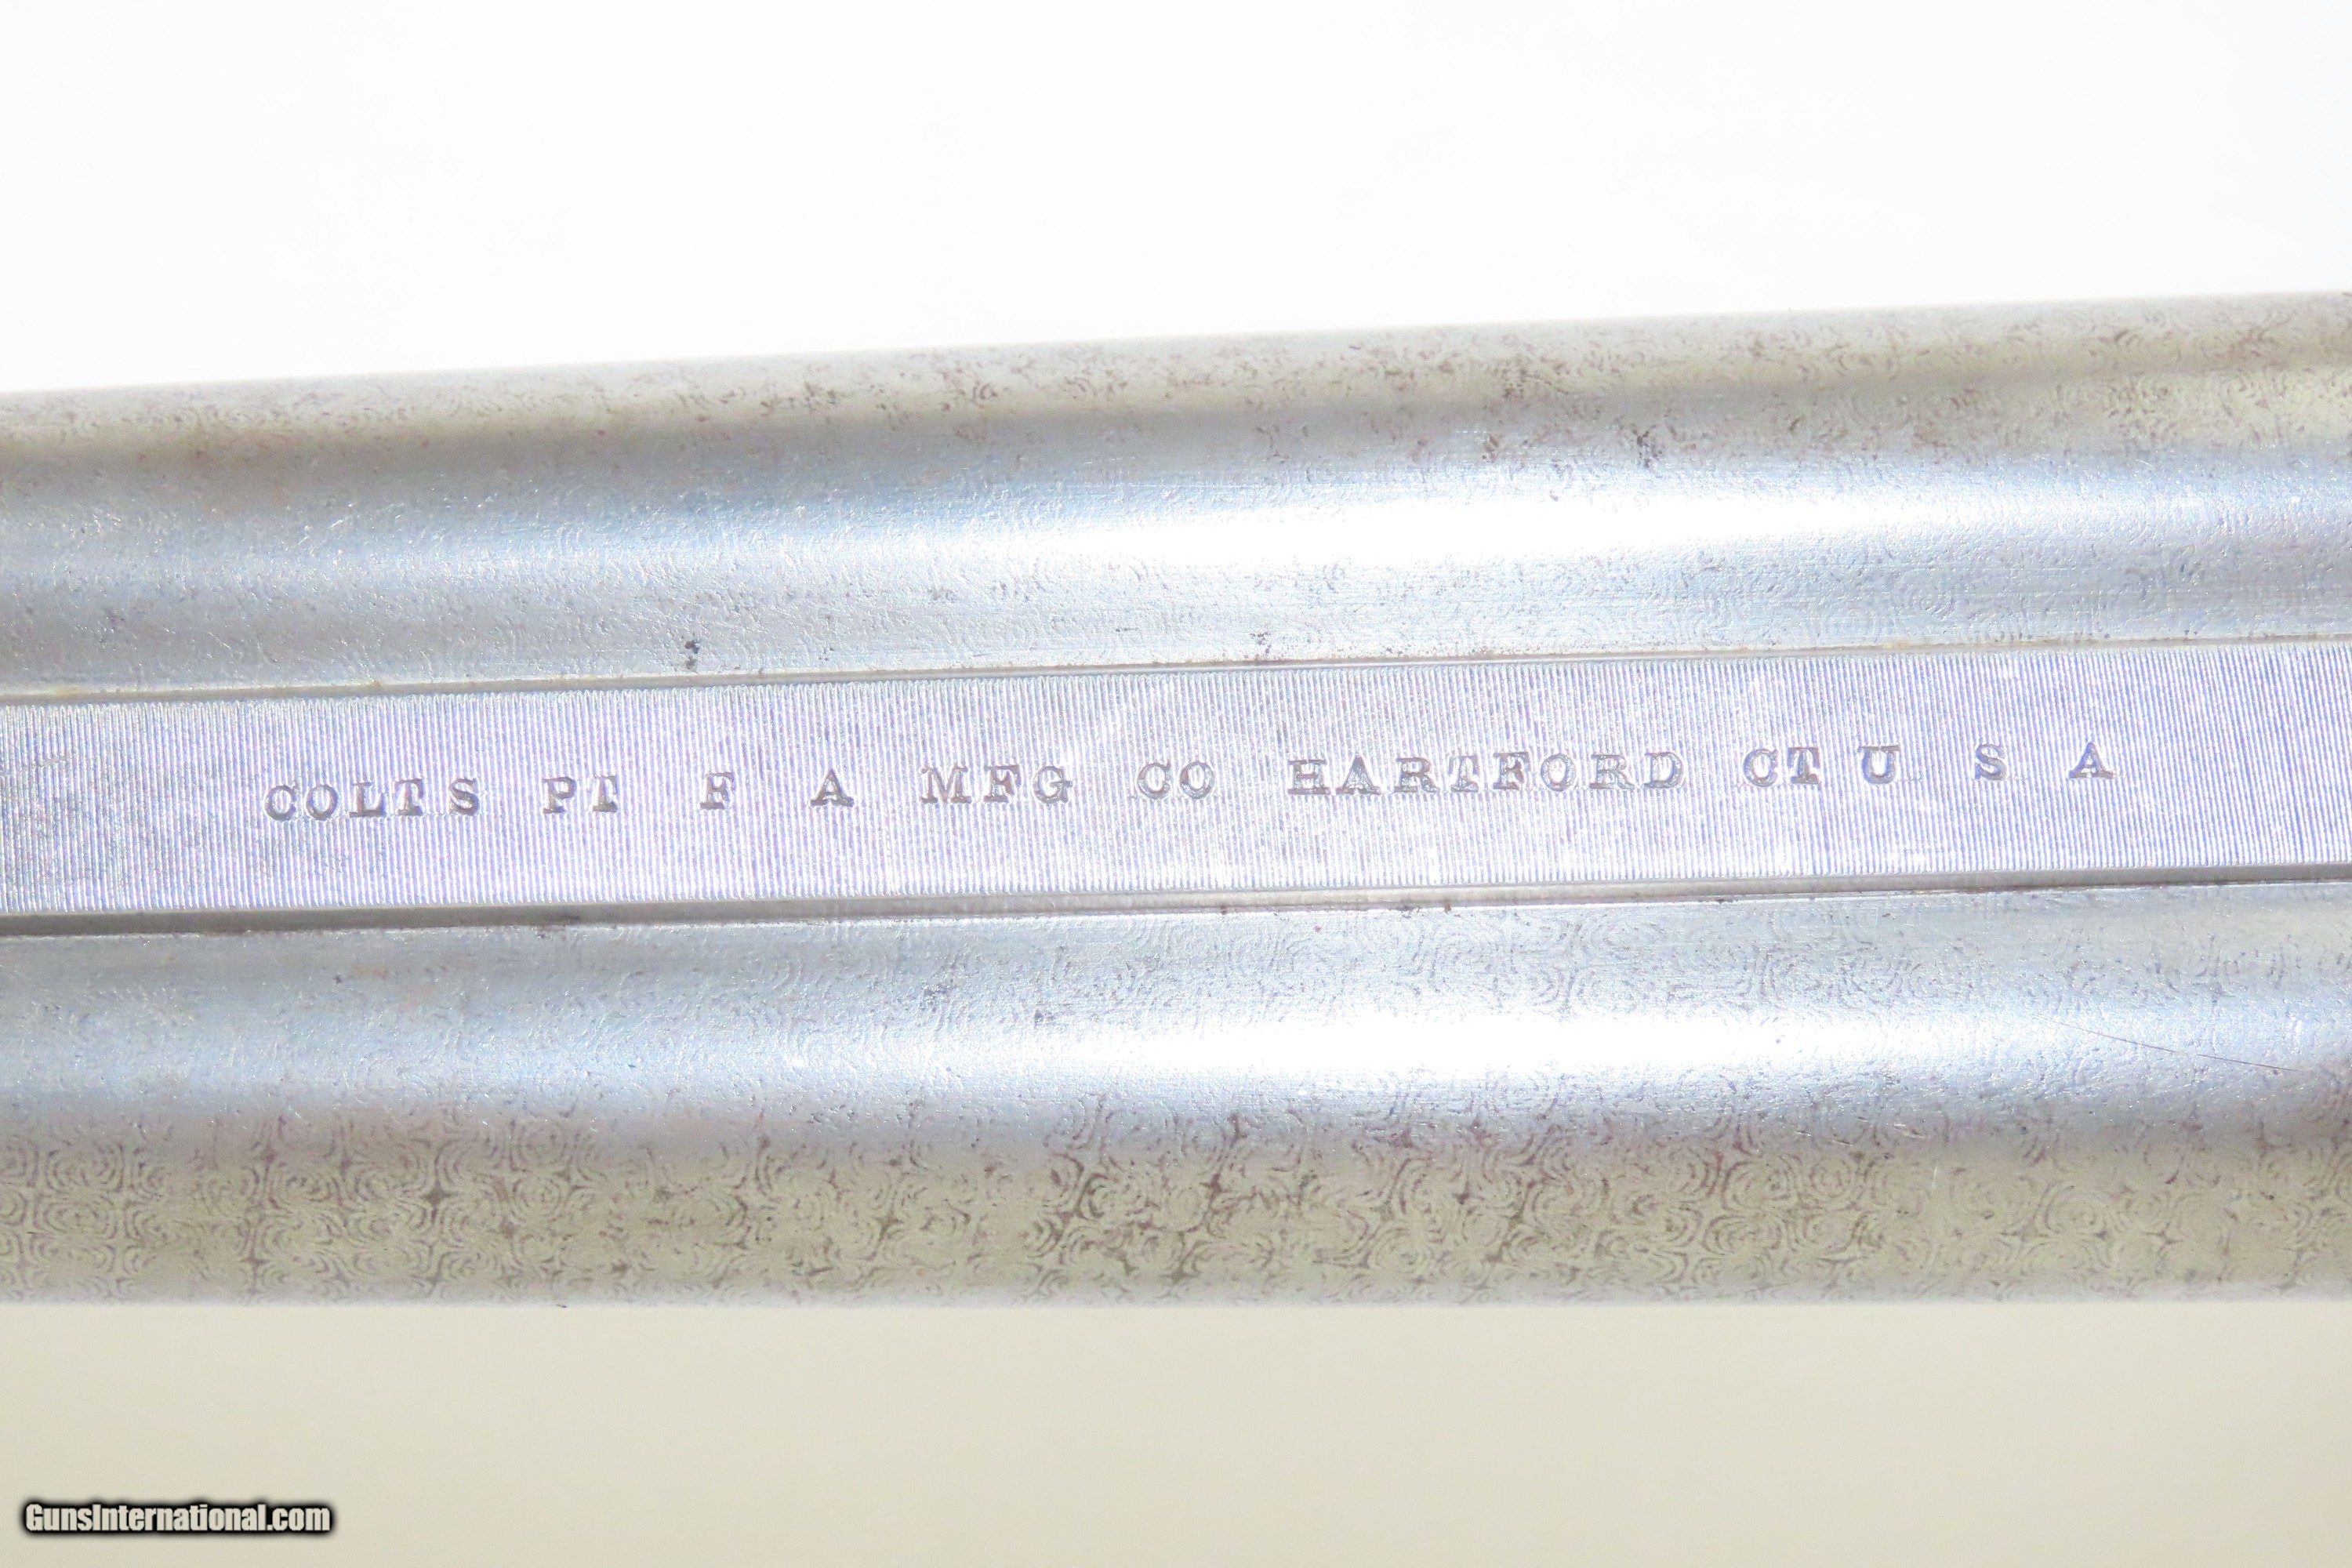 COLTS PT F A MFG CO HARTFORD CT U S A
GunsInternational.com